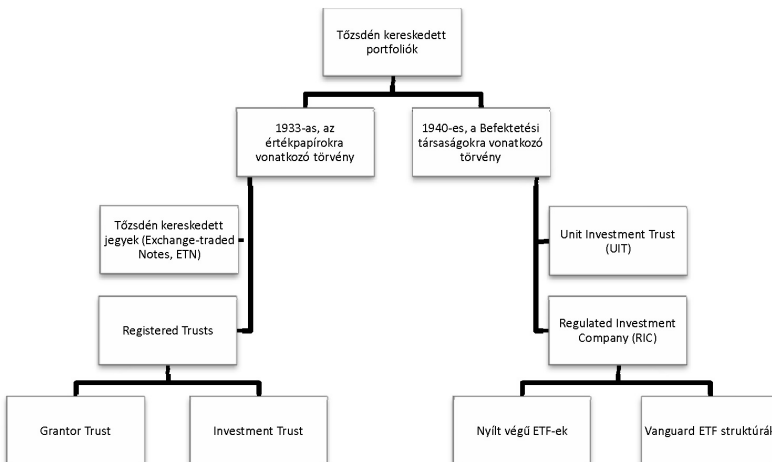 Tőzsdén kereskedett
portfoliók
1933-as, az
értékpapírokra
vonatkozó törvény
1940-es, a Befektetési
társaságokra vonatkozó
törvény
Tőzsdén kereskedett
jegyek (Exchange-traded
Notes, ETN)
Unit Investment Trust
(UIT)
Registered Trusts
Regulated Investment
Company (RIC)
Grantor Trust
Investment Trust
Nyílt végű ETF-ek
Vanguard ETF struktúrák